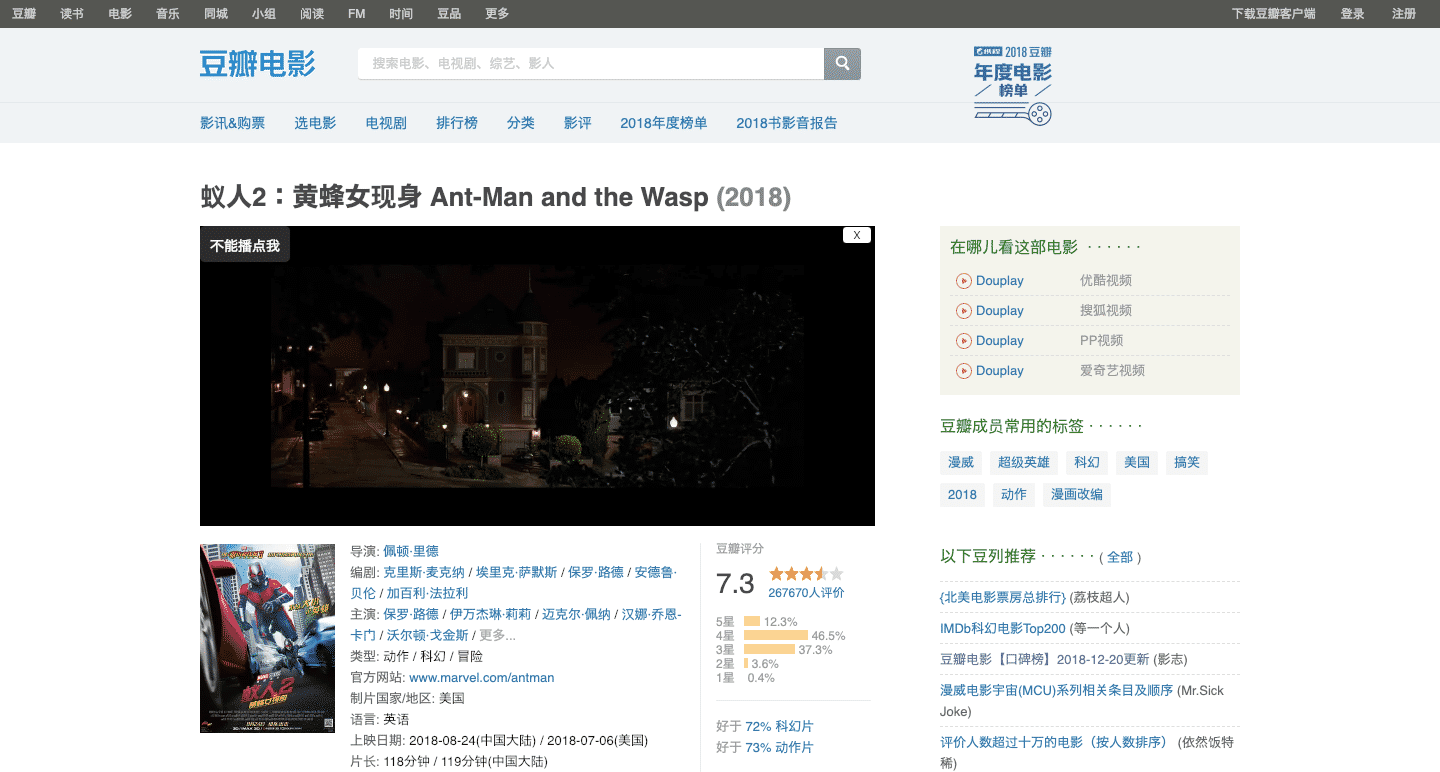 豆瓣 读书 电影 音乐 同城 小组 阅读 FM 时间 豆品 更多
下载豆瓣客户端 登录 注册
豆瓣电影
搜索电影、电视剧、综艺、影人
2018豆瓣
年度电影
榜单
影讯&购票 选电影 电视剧 排行榜 分类 影评 2018年度榜单 2018书影音报告
蚁人2：黄蜂女现身 Ant-Man and the Wasp (2018)
不能播点我
X
导演: 佩顿·里德
编剧: 克里斯·麦克纳 / 埃里克·萨默斯 / 保罗·路德 / 安德鲁·
贝伦 / 加百利·法拉利
主演: 保罗·路德 / 伊万杰琳·莉莉 / 迈克尔·佩纳 / 汉娜·乔恩-
卡门 / 沃尔顿·戈金斯 / 更多...
类型: 动作 / 科幻 / 冒险
官方网站: www.marvel.com/antman
制片国家/地区: 美国
语言: 英语
上映日期: 2018-08-24(中国大陆) / 2018-07-06(美国)
片长: 118分钟 / 119分钟(中国大陆)
蚁人2
黄蜂女现身
豆瓣评分
7.3
267670人评价
5星 12.3%
4星 46.5%
3星 37.3%
2星 3.6%
1星 0.4%
好于 72% 科幻片
好于 73% 动作片
在哪儿看这部电影 · · · · · ·
Douplay 优酷视频
Douplay 搜狐视频
Douplay PP视频
Douplay 爱奇艺视频
豆瓣成员常用的标签 · · · · · ·
漫威 超级英雄 科幻 美国 搞笑
2018 动作 漫画改编
以下豆列推荐 · · · · · · ( 全部 )
{北美电影票房总排行} (荔枝超人)
IMDb科幻电影Top200 (等一个人)
豆瓣电影【口碑榜】2018-12-20更新 (影志)
漫威电影宇宙(MCU)系列相关条目及顺序 (Mr.Sick
Joke)
评价人数超过十万的电影（按人数排序） (依然饭特
稀)